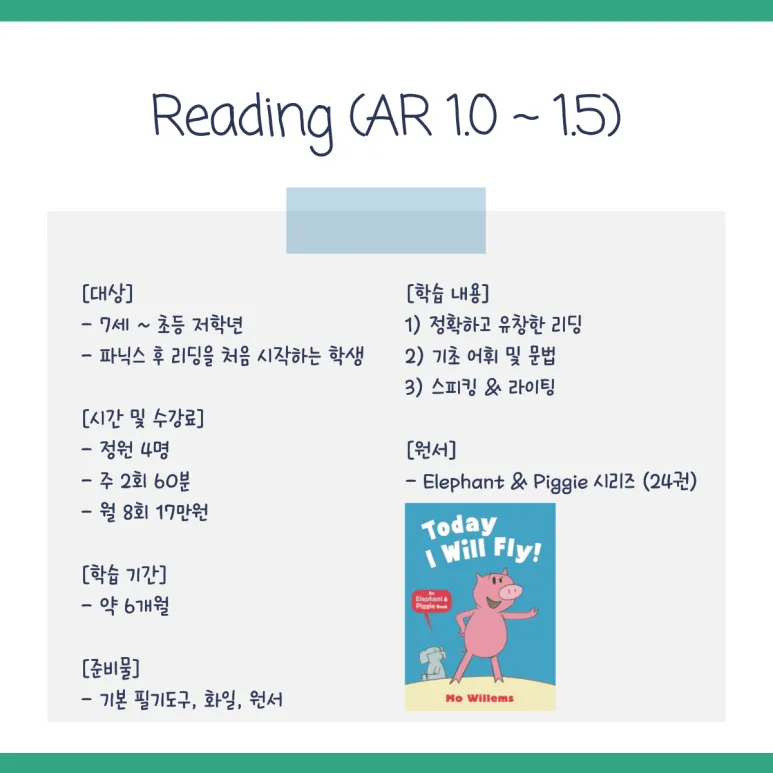 Reading (AR 1.0 ~ 1.5)
[대상]
- 7세 ~ 초등 저학년
- 파닉스 후 리딩을 처음 시작하는 학생
[시간 및 수강료]
- 정원 4명
- 주 2회 60분
- 월 8회 17만원
[학습 기간]
- 약 6개월
[준비물]
- 기본 필기도구, 화일, 원서
[학습 내용]
1) 정확하고 유창한 리딩
2) 기초 어휘 및 문법
3) 스피킹 & 라이팅
[원서]
- Elephant & Piggie 시리즈 (24권)
Today
I Will Fly!
An
Elephant &
Piggie Book
Mo Willems